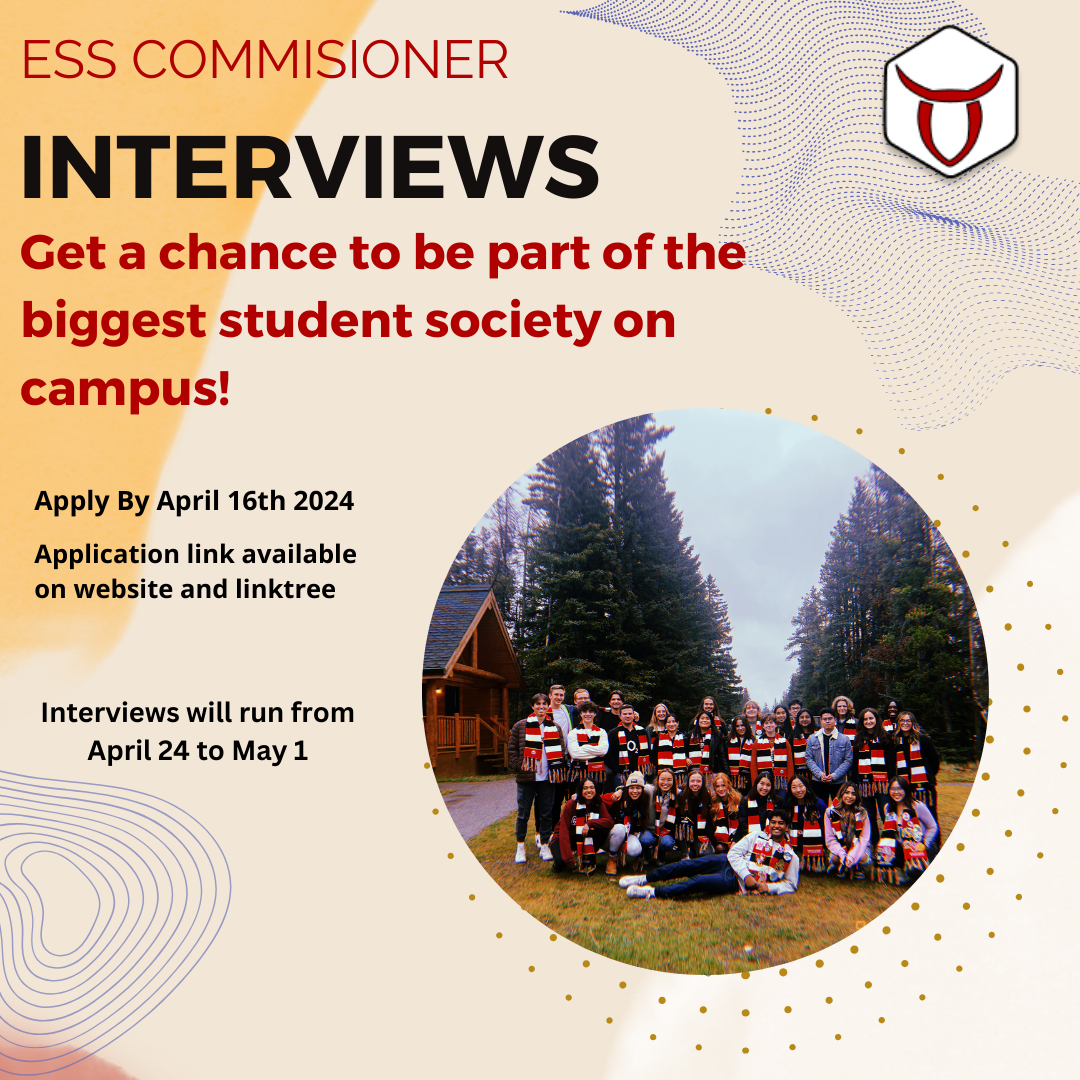 ESS COMMISIONER
INTERVIEWS
Get a chance to be part of the
biggest student society on
campus!
Apply By April 16th 2024
Application link available
on website and linktree
Interviews will run from
April 24 to May 1